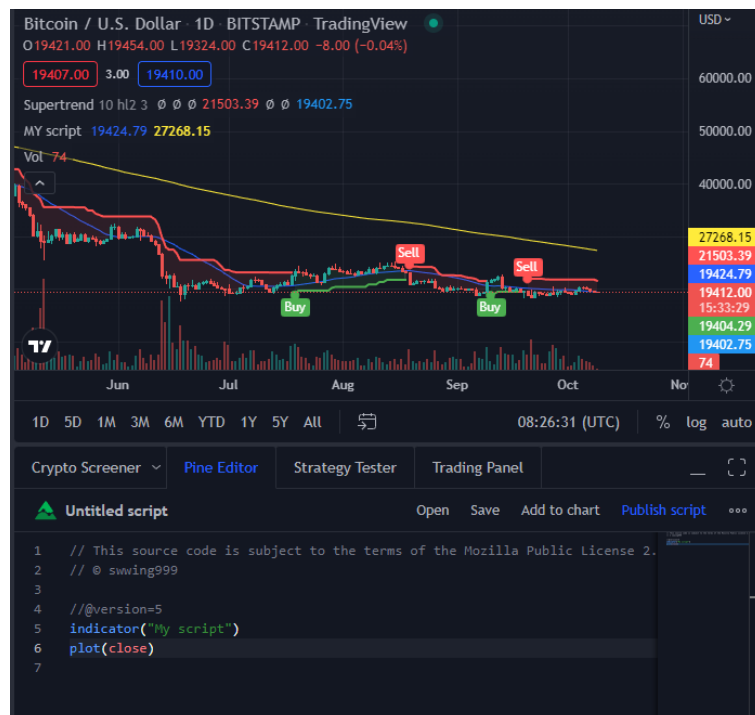 Bitcoin / U.S. Dollar · 1D · BITSTAMP · TradingView
USD
O19421.00 H19454.00 L19324.00 C19412.00 −8.00 (−0.04%)
19407.00 3.00 19410.00
Supertrend 10 hl2 3 Ø Ø Ø 21503.39 Ø Ø 19402.75
MY script 19424.79 27268.15
Vol 74
60000.00
50000.00
40000.00
27268.15
21503.39
19424.79
19412.00
15:33:29
19404.29
19402.75
74
Sell
Sell
Buy
Buy
Jun Jul Aug Sep Oct No
1D 5D 1M 3M 6M YTD 1Y 5Y All 08:26:31 (UTC) % log auto
Crypto Screener Pine Editor Strategy Tester Trading Panel
Untitled script Open Save Add to chart Publish script
1 // This source code is subject to the terms of the Mozilla Public License 2.
2 // © swwing999
3
4 //@version=5
5 indicator("My script")
6 plot(close)
7